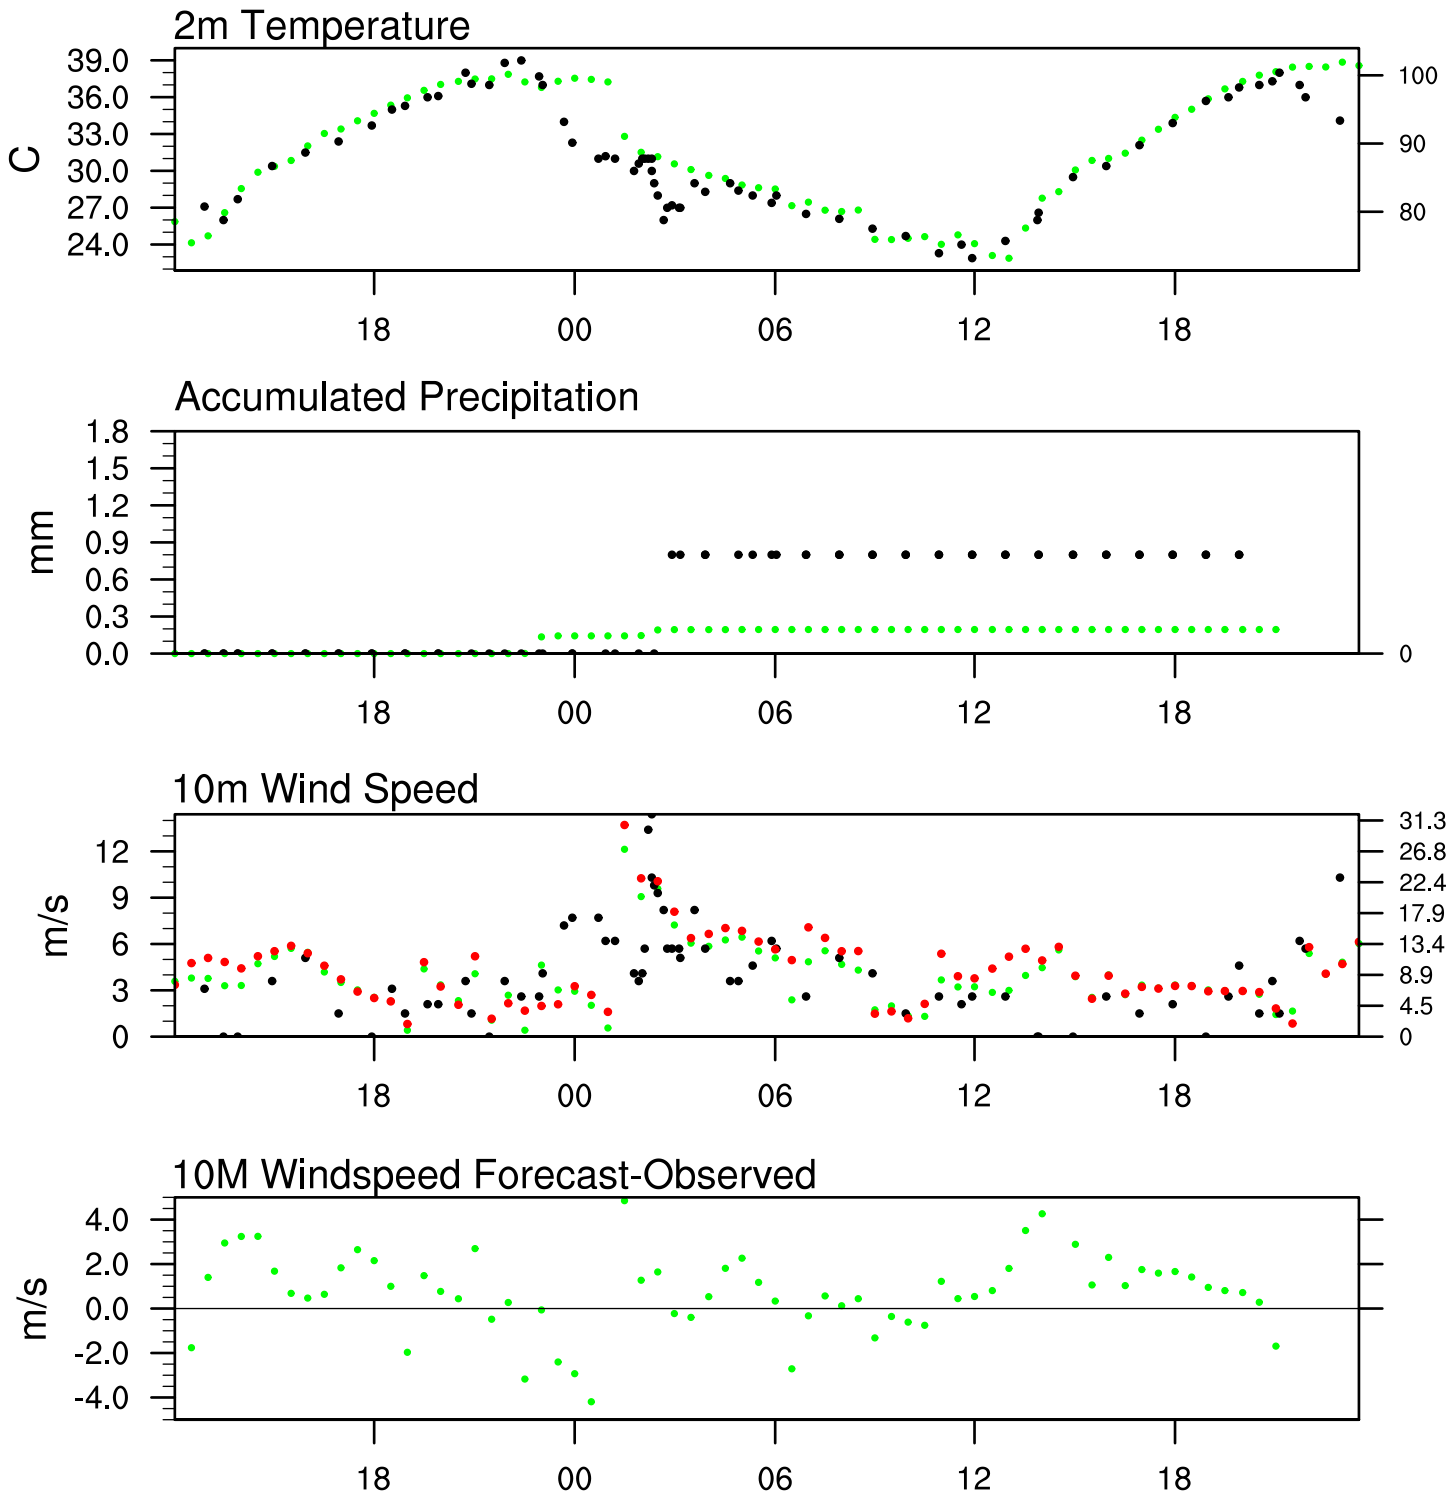 2m Temperature
39.0
36.0
33.0
30.0
27.0
24.0
C
100
90
80
18 00 06 12 18
Accumulated Precipitation
1.8
1.5
1.2
0.9
0.6
0.3
0.0
mm
0
18 00 06 12 18
10m Wind Speed
12
9
6
3
0
m/s
31.3
26.8
22.4
17.9
13.4
8.9
4.5
0
18 00 06 12 18
10M Windspeed Forecast-Observed
4.0
2.0
0.0
-2.0
-4.0
m/s
18 00 06 12 18